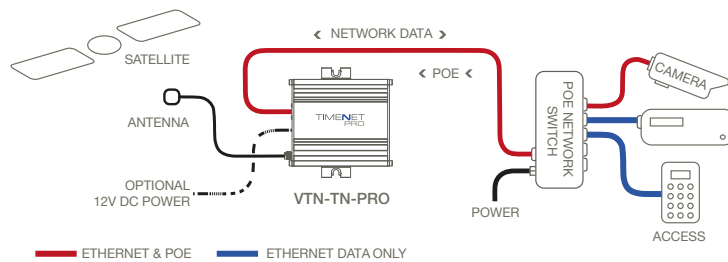 < NETWORK DATA >
SATELLITE
< POE <
CAMERA
ANTENNA
TIMENET
PRO
POE NETWORK
SWITCH
OPTIONAL
12V DC POWER
VTN-TN-PRO
POWER
ACCESS
ETHERNET & POE
ETHERNET DATA ONLY